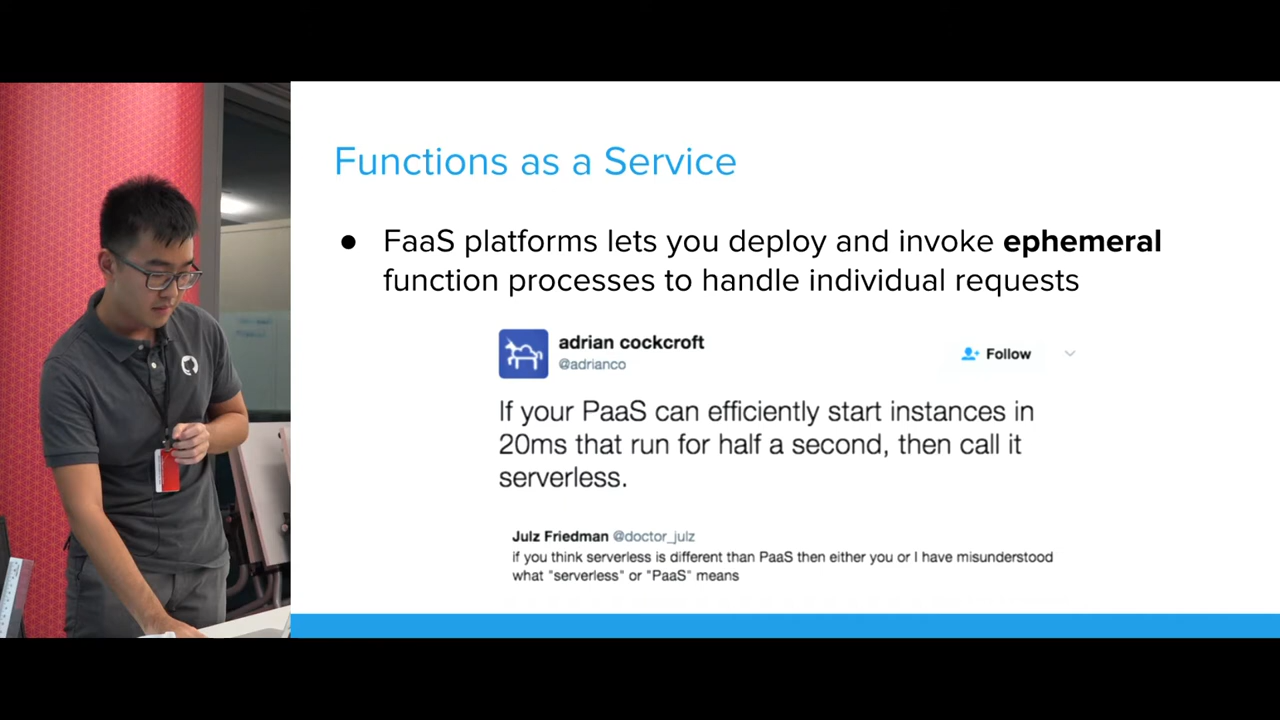 Functions as a Service
● FaaS platforms lets you deploy and invoke ephemeral
function processes to handle individual requests
adrian cockcroft
@adrianco
Follow
If your PaaS can efficiently start instances in
20ms that run for half a second, then call it
serverless.
Julz Friedman @doctor_julz
if you think serverless is different than PaaS then either you or I have misunderstood
what "serverless" or "PaaS" means